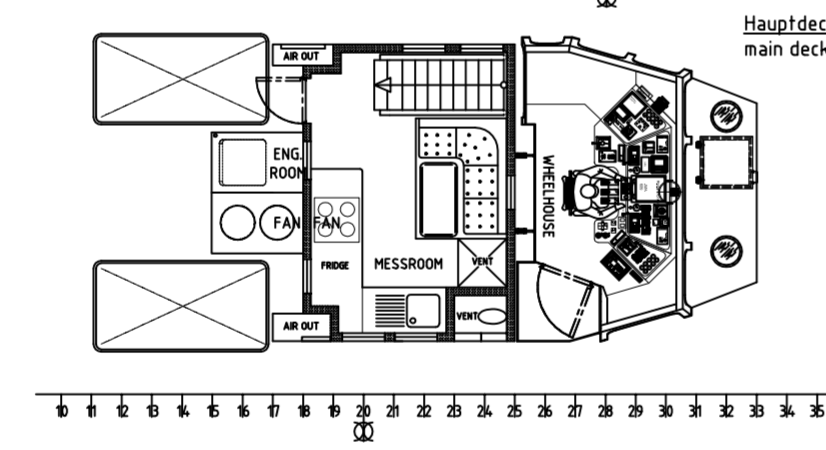 Hauptdec
main deck
AIR OUT
ENG.
ROOM
WHEELHOUSE
FAN FAN
FRIDGE
MESSROOM
VENT
VENT
AIR OUT
10 11 12 13 14 15 16 17 18 19 20 21 22 23 24 25 26 27 28 29 30 31 32 33 34 35